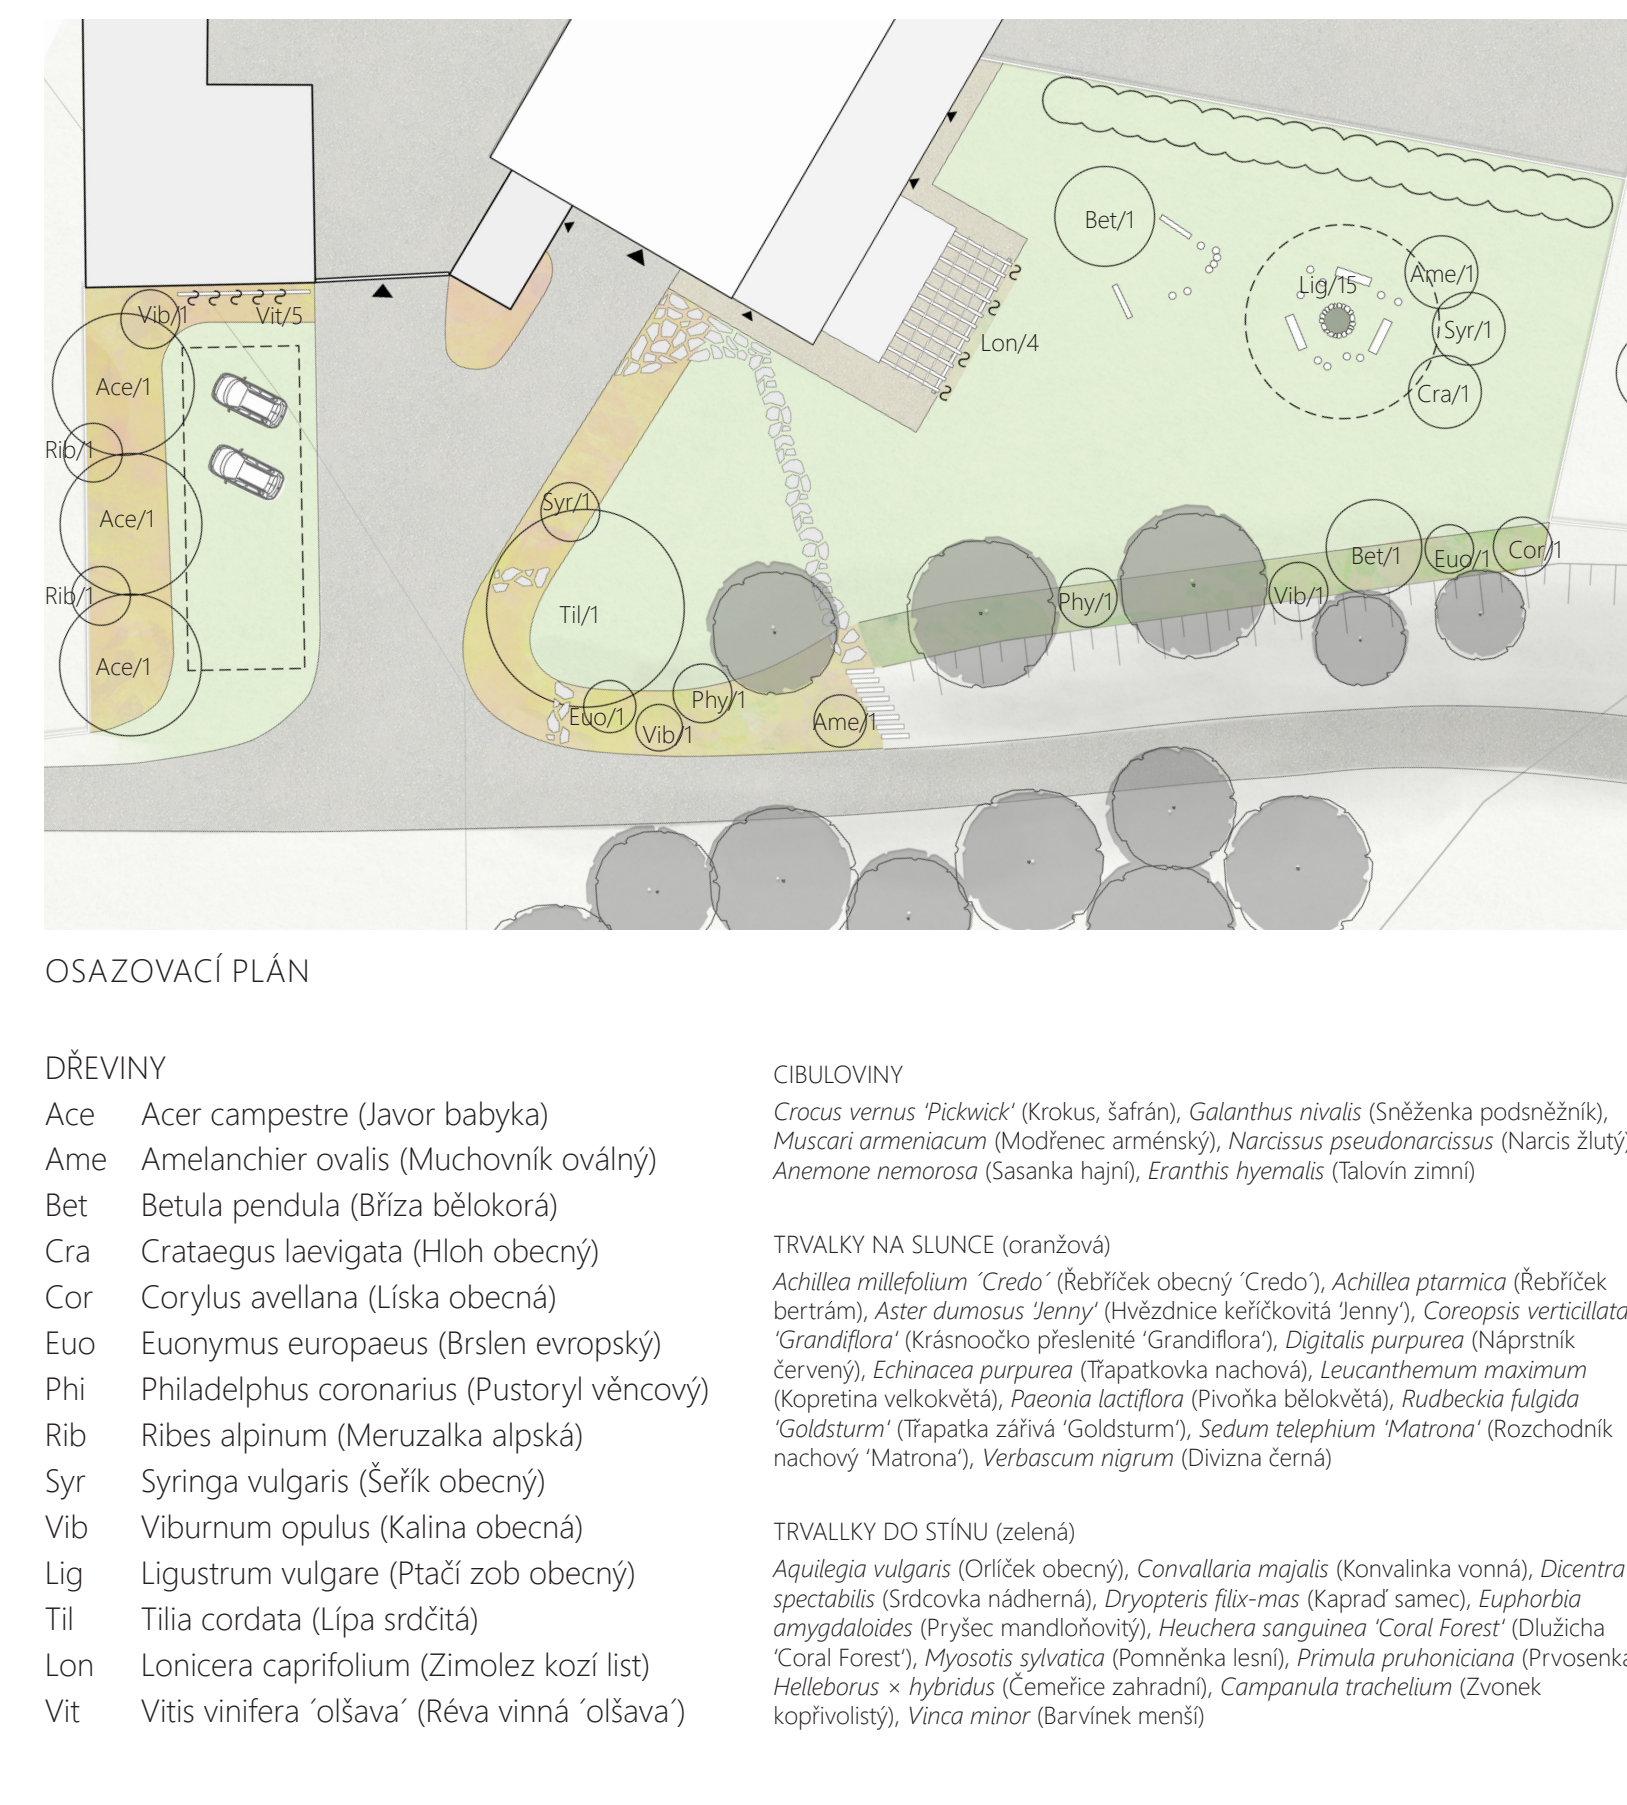 Bet/1
Ame/1
Lig/15
Vib/1
Vit/5
Syr/1
Lon/4
Ace/1
Cra/1
Rib/1
Syr/1
Ace/1
Bet/1
Euo/1
Cor/1
Rib/1
Til/1
Phy/1
Vib/1
Ace/1
Phy/1
Euo/1
Vib/1
Ame/1
OSAZOVACÍ PLÁN
DŘEVINY
Ace Acer campestre (Javor babyka)
Ame Amelanchier ovalis (Muchovník oválný)
Bet Betula pendula (Bříza bělokorá)
Cra Crataegus laevigata (Hloh obecný)
Cor Corylus avellana (Líska obecná)
Euo Euonymus europaeus (Brslen evropský)
Phi Philadelphus coronarius (Pustoryl věncový)
Rib Ribes alpinum (Meruzalka alpská)
Syr Syringa vulgaris (Šeřík obecný)
Vib Viburnum opulus (Kalina obecná)
Lig Ligustrum vulgare (Ptačí zob obecný)
Til Tilia cordata (Lípa srdčitá)
Lon Lonicera caprifolium (Zimolez kozí list)
Vit Vitis vinifera ´olšava´ (Réva vinná ´olšava´)
CIBULOVINY
Crocus vernus 'Pickwick' (Krokus, šafrán), Galanthus nivalis (Sněženka podsněžník),
Muscari armeniacum (Modřenec arménský), Narcissus pseudonarcissus (Narcis žlutý)
Anemone nemorosa (Sasanka hajní), Eranthis hyemalis (Talovín zimní)
TRVALKY NA SLUNCE (oranžová)
Achillea millefolium ´Credo´ (Řebříček obecný ´Credo´), Achillea ptarmica (Řebříček
bertrám), Aster dumosus 'Jenny' (Hvězdnice keříčkovitá 'Jenny'), Coreopsis verticillata
'Grandiflora' (Krásnoočko přeslenité 'Grandiflora'), Digitalis purpurea (Náprstník
červený), Echinacea purpurea (Třapatkovka nachová), Leucanthemum maximum
(Kopretina velkokvětá), Paeonia lactiflora (Pivoňka bělokvětá), Rudbeckia fulgida
'Goldsturm' (Třapatka zářivá 'Goldsturm'), Sedum telephium 'Matrona' (Rozchodník
nachový 'Matrona'), Verbascum nigrum (Divizna černá)
TRVALLKY DO STÍNU (zelená)
Aquilegia vulgaris (Orlíček obecný), Convallaria majalis (Konvalinka vonná), Dicentra
spectabilis (Srdcovka nádherná), Dryopteris filix-mas (Kapraď samec), Euphorbia
amygdaloides (Pryšec mandloňovitý), Heuchera sanguinea 'Coral Forest' (Dlužicha
'Coral Forest'), Myosotis sylvatica (Pomněnka lesní), Primula pruhoniciana (Prvosenka
Helleborus × hybridus (Čemeřice zahradní), Campanula trachelium (Zvonek
kopřivolistý), Vinca minor (Barvínek menší)